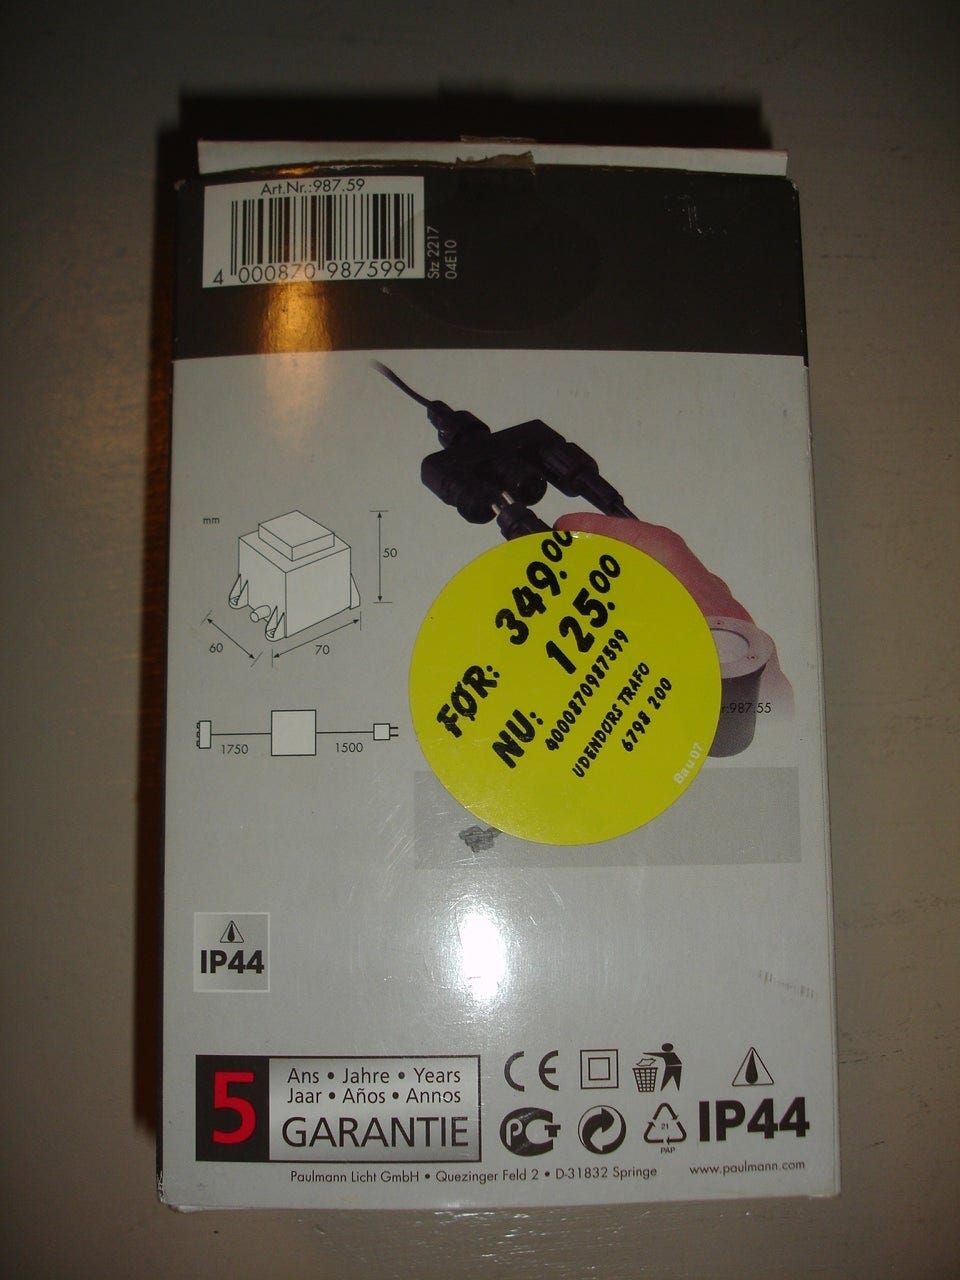 Art.Nr.:987.59
4 000870 987599
Stz 2217
04E10
mm
50
60
70
1750
1500
FØR: 349.00
NU: 125.00
4000870987599
UDENDØRS TRAFO
6798 200
Bau07
r:987.55
IP44
5
Ans • Jahre • Years
Jaar • Años • Annos
GARANTIE
CE
PCT
21
PAP
IP44
Paulmann Licht GmbH • Quezinger Feld 2 • D-31832 Springe
www.paulmann.com